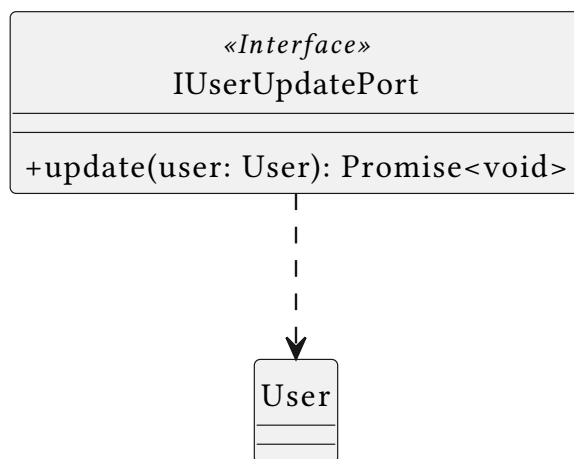 «Interface»
IUserUpdatePort
+update(user: User): Promise<void>
User